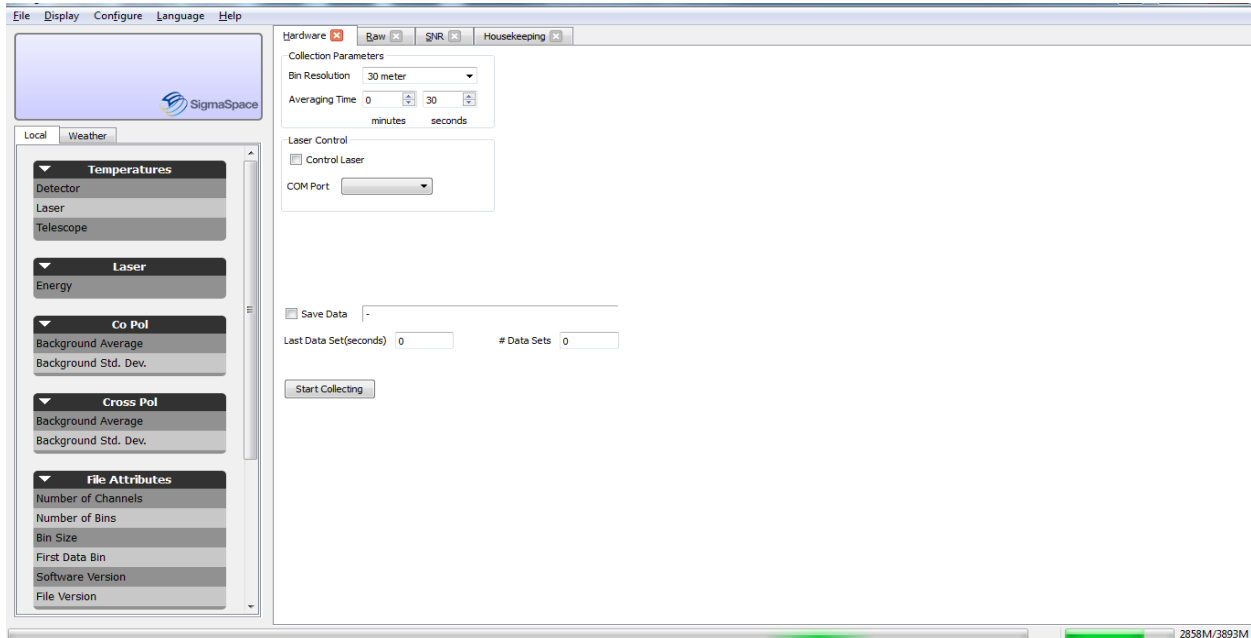 File Display Configure Language Help
Hardware Raw SNR Housekeeping
SigmaSpace
Local Weather
Temperatures
Detector
Laser
Telescope
Laser
Energy
Co Pol
Background Average
Background Std. Dev.
Cross Pol
Background Average
Background Std. Dev.
File Attributes
Number of Channels
Number of Bins
Bin Size
First Data Bin
Software Version
File Version
Collection Parameters
Bin Resolution 30 meter
Averaging Time 0 30
minutes seconds
Laser Control
Control Laser
COM Port
Save Data -
Last Data Set(seconds) 0 # Data Sets 0
Start Collecting
2858M/3893M